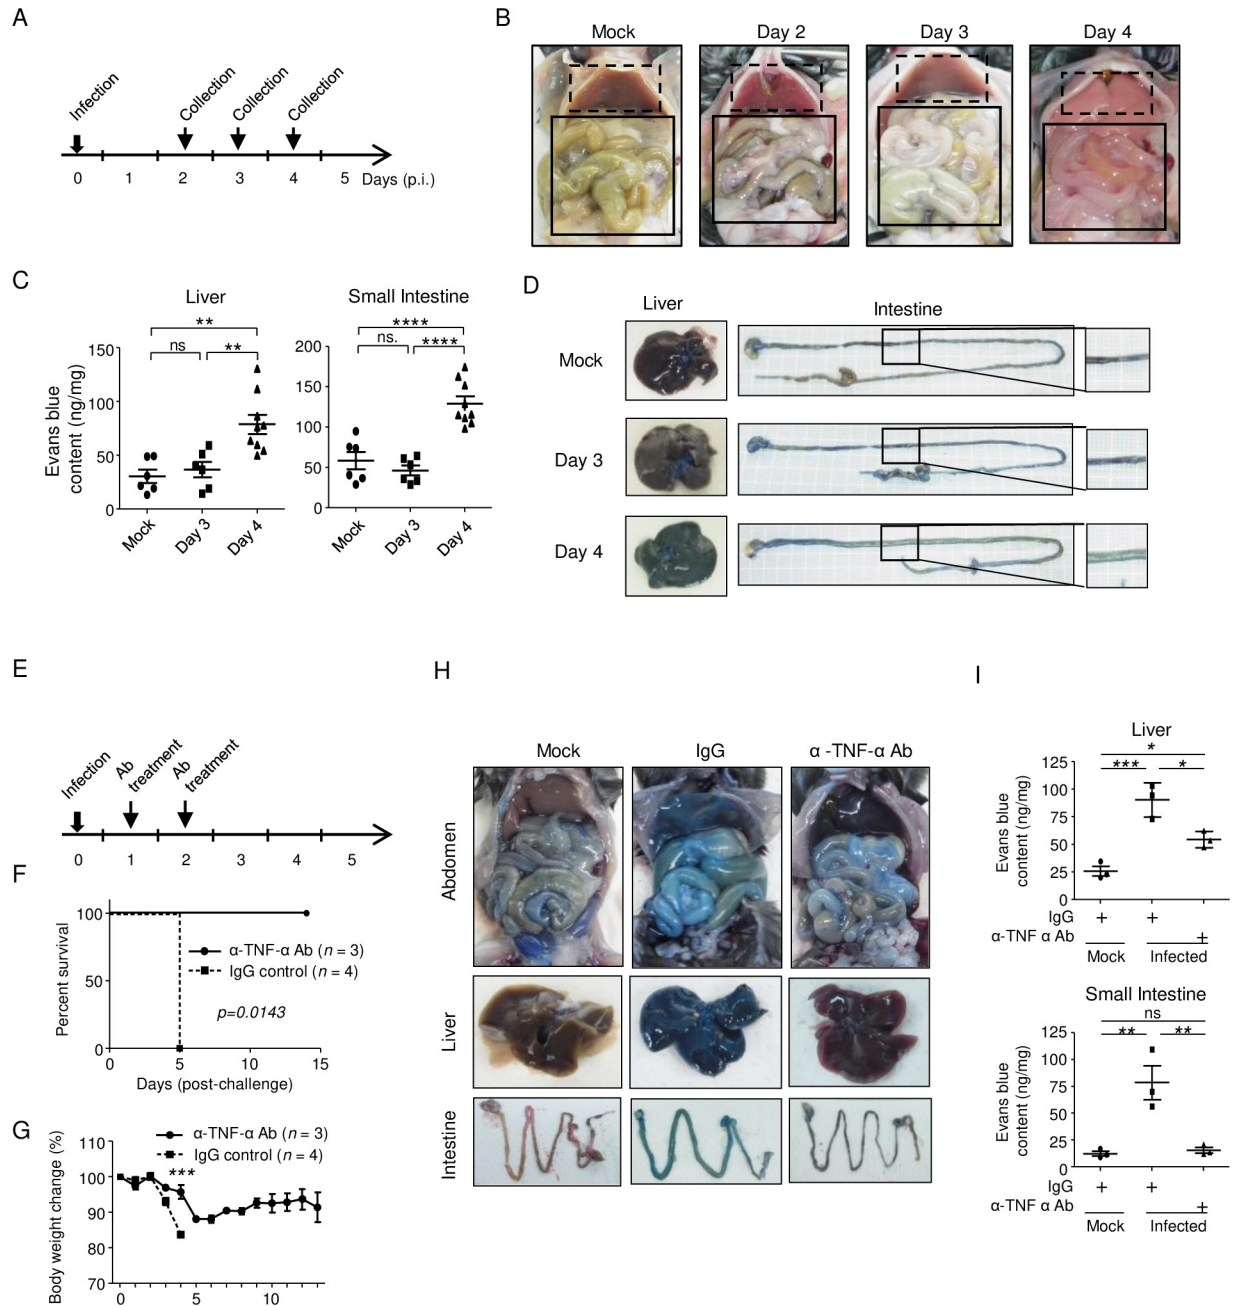 A
Infection
Collection
Collection
Collection
0 1 2 3 4 5 Days (p.i.)
B
Mock Day 2 Day 3 Day 4
C
Liver
**
ns **
Evans blue
content (ng/mg)
150
100
50
0
Mock Day 3 Day 4
Small Intestine
****
ns. ****
200
150
100
50
0
Mock Day 3 Day 4
D
Liver Intestine
Mock
Day 3
Day 4
E
Infection
Ab
treatment
Ab
treatment
0 1 2 3 4 5
F
Percent survival
100
50
0
α-TNF-α Ab (n = 3)
IgG control (n = 4)
p=0.0143
0 5 10 15
Days (post-challenge)
G
Body weight change (%)
110
100
90
80
70
α-TNF-α Ab (n = 3)
IgG control (n = 4)
***
0 5 10
H
Mock IgG α -TNF-α Ab
Abdomen
Liver
Intestine
I
Liver
*
*** *
Evans blue
content (ng/mg)
125
100
75
50
25
0
IgG + +
α-TNF α Ab +
Mock Infected
Small Intestine
ns
** **
Evans blue
content (ng/mg)
125
100
75
50
25
0
IgG + +
α-TNF α Ab +
Mock Infected